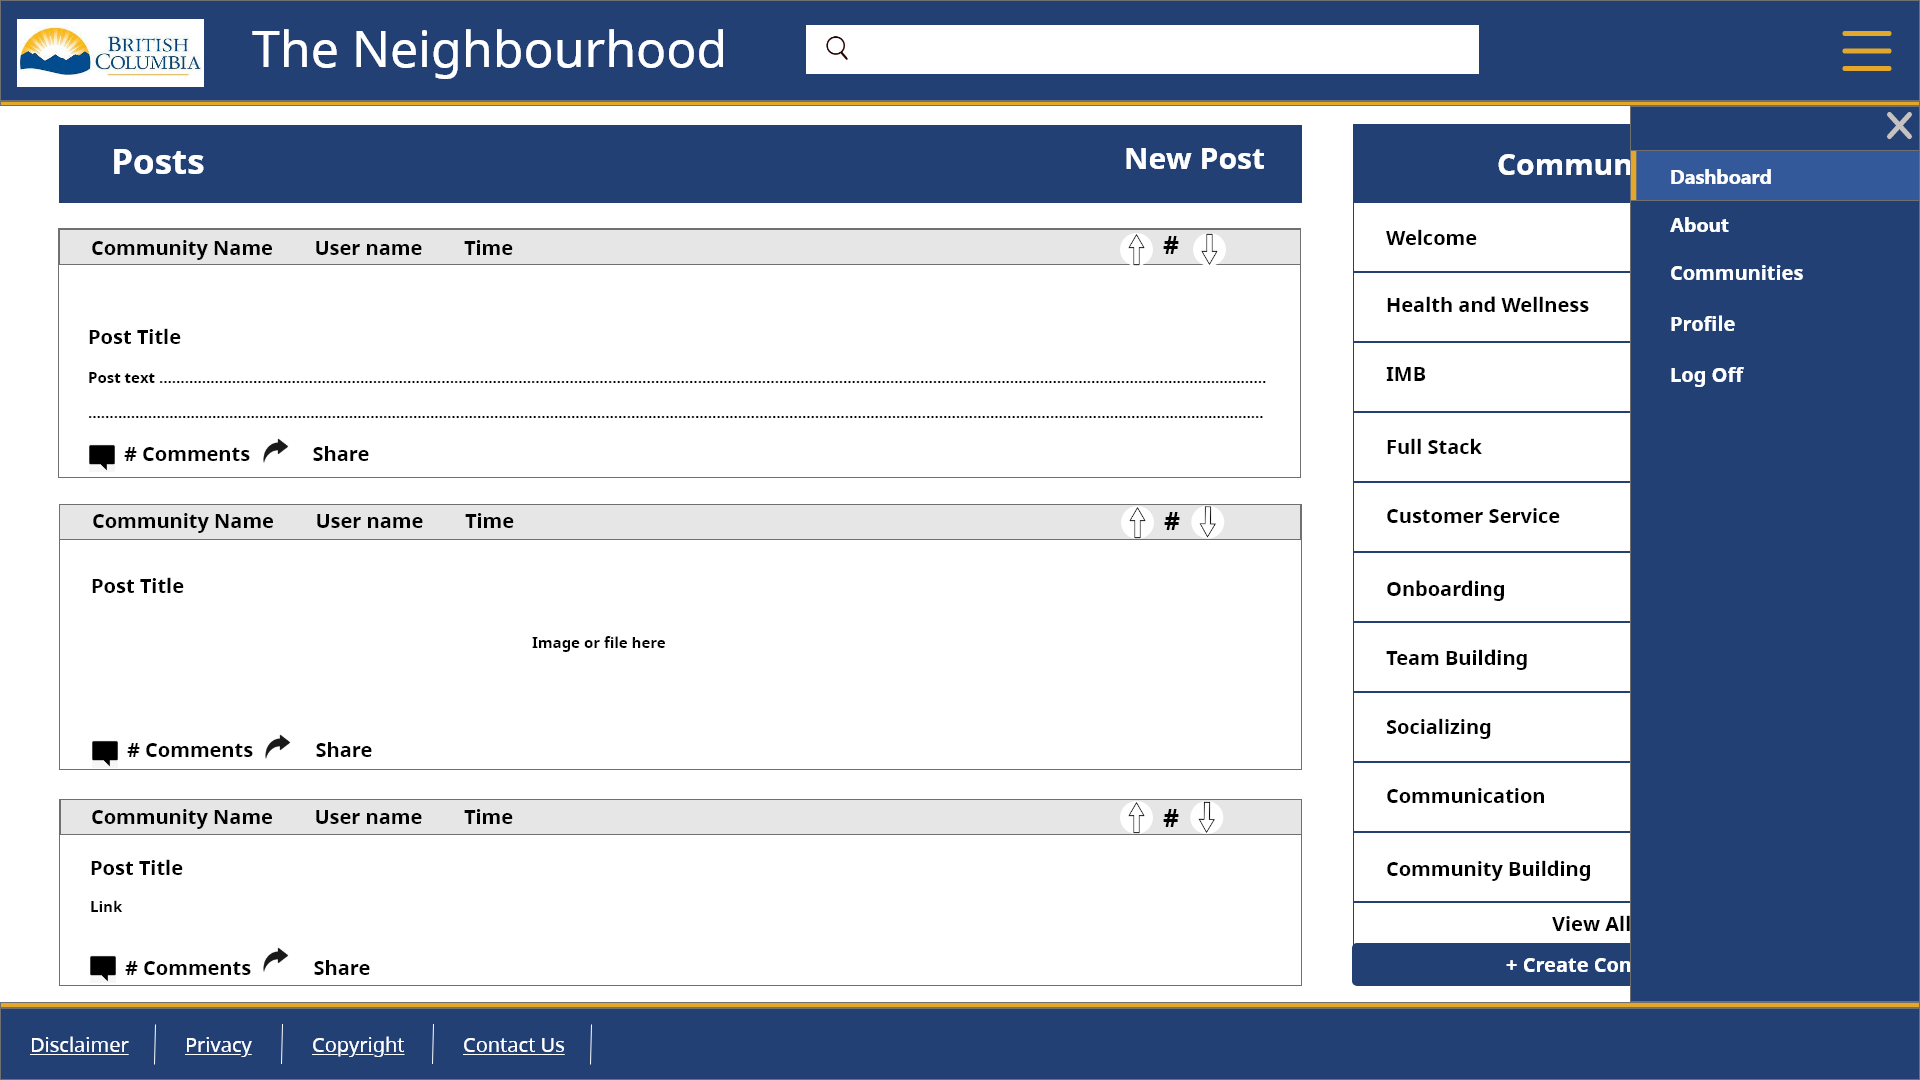 BRITISH
COLUMBIA
The Neighbourhood
Posts
New Post
Community Name User name Time #
Post Title
Post text ........................................................................
........................................................................
# Comments Share
Community Name User name Time #
Post Title
Image or file here
# Comments Share
Community Name User name Time #
Post Title
Link
# Comments Share
Commun
Welcome
Health and Wellness
IMB
Full Stack
Customer Service
Onboarding
Team Building
Socializing
Communication
Community Building
View All
+ Create Con
Dashboard
About
Communities
Profile
Log Off
Disclaimer
Privacy
Copyright
Contact Us